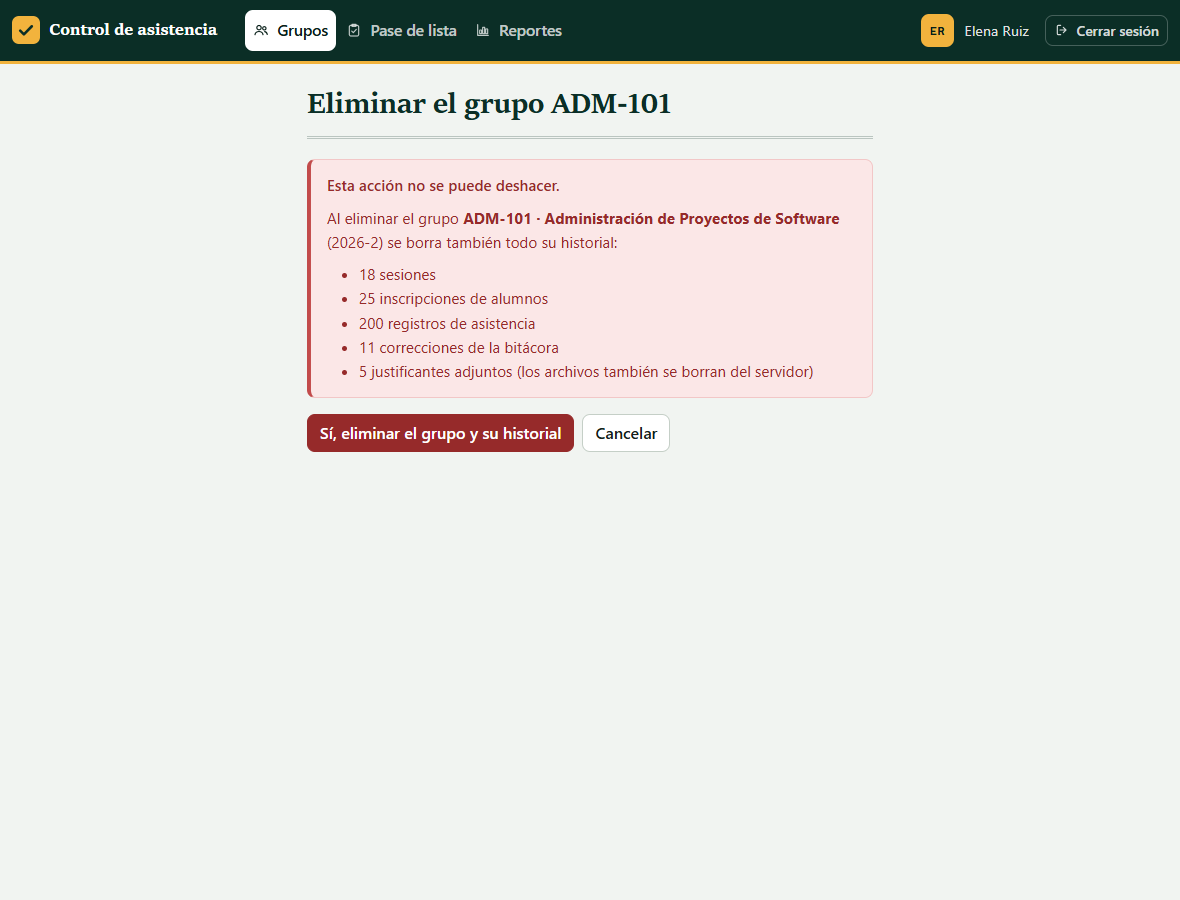 Control de asistencia
Grupos
Pase de lista
Reportes
ER
Elena Ruiz
Cerrar sesión
Eliminar el grupo ADM-101
Esta acción no se puede deshacer.
Al eliminar el grupo ADM-101 · Administración de Proyectos de Software
(2026-2) se borra también todo su historial:
• 18 sesiones
• 25 inscripciones de alumnos
• 200 registros de asistencia
• 11 correcciones de la bitácora
• 5 justificantes adjuntos (los archivos también se borran del servidor)
Sí, eliminar el grupo y su historial
Cancelar